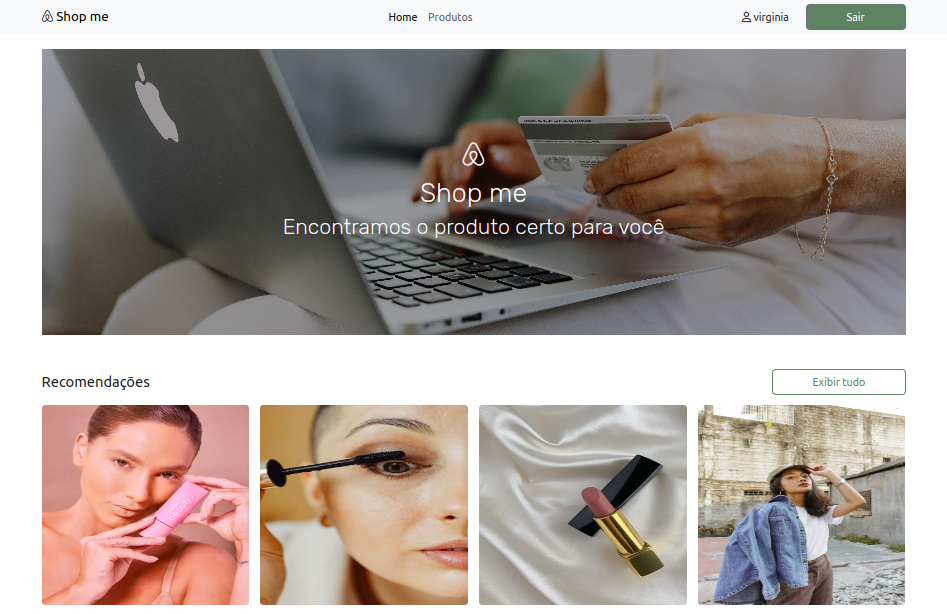 Shop me
Home Produtos
virginia
Sair
Shop me
Encontramos o produto certo para você
Recomendações
Exibir tudo